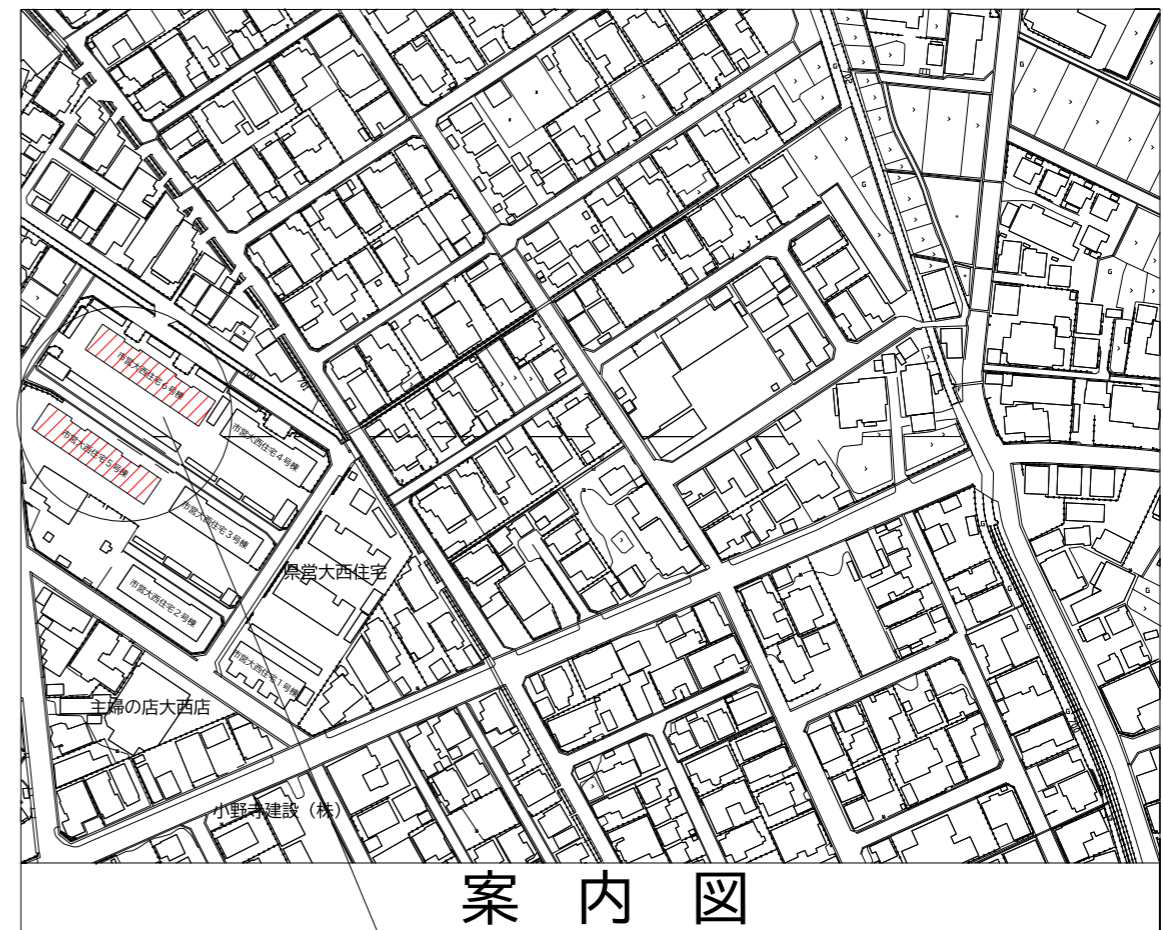 市営大西住宅6号棟
市営大西住宅5号棟
市営大西住宅4号棟
市営大西住宅3号棟
県営大西住宅
市営大西住宅2号棟
市営大西住宅1号棟
主婦の店大西店
小野寺建設（株）
案 内 図